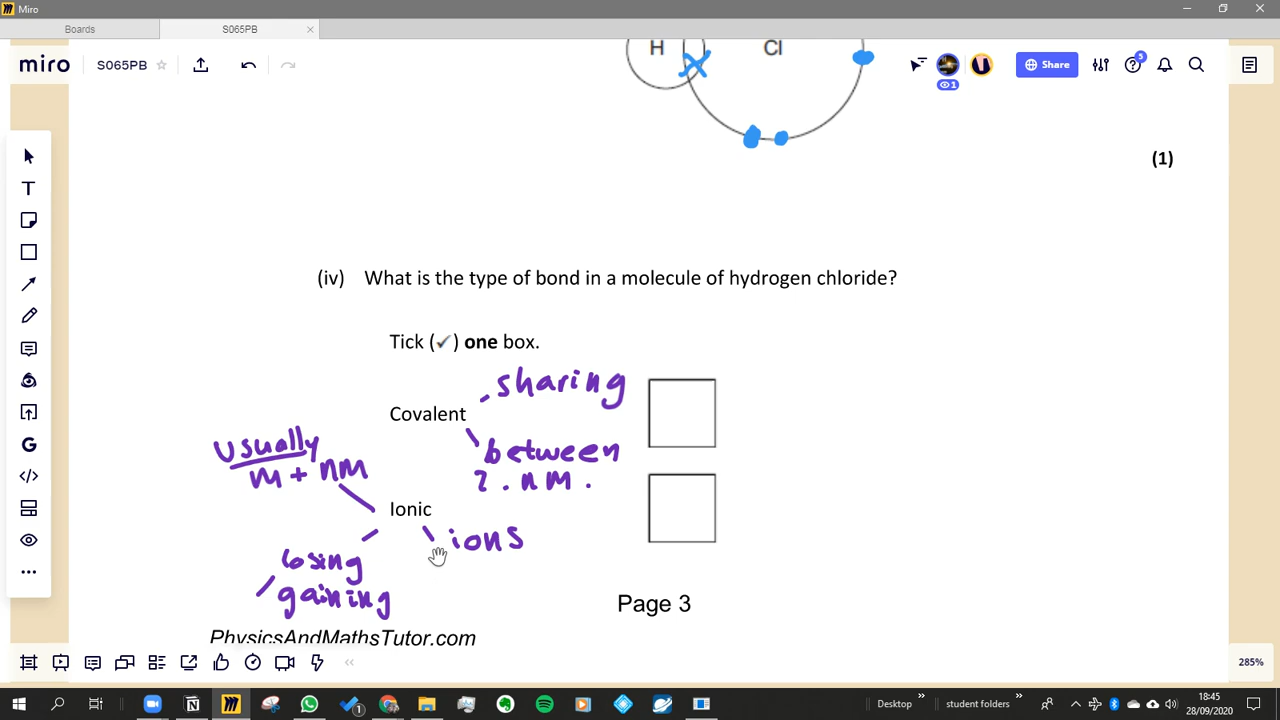 Miro
Boards
S065PB
miro
S065PB
Share
5
1
H
Cl
(1)
(iv) What is the type of bond in a molecule of hydrogen chloride?
Tick (✓) one box.
sharing
Covalent
usually
m + nm
between
2 . nm .
Ionic
ions
losing
gaining
Page 3
PhysicsAndMathsTutor.com
285%
Desktop
student folders
18:45
28/09/2020